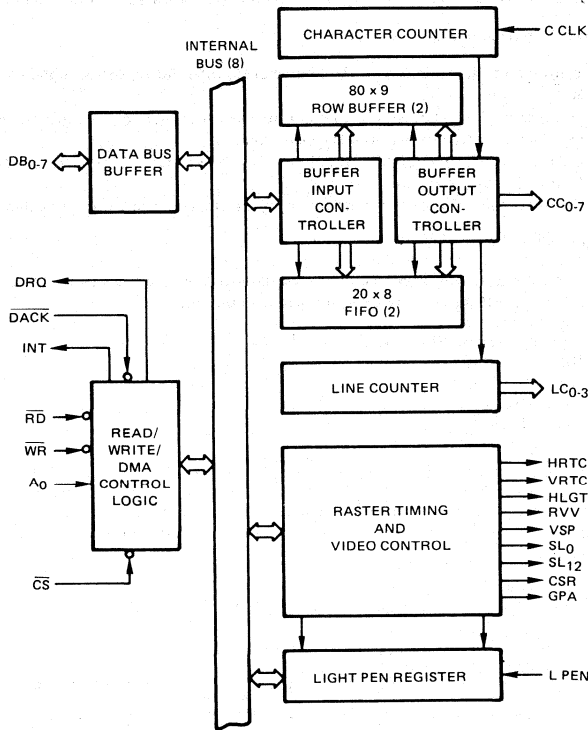 INTERNAL
BUS (8)
CHARACTER COUNTER
C CLK
80 x 9
ROW BUFFER (2)
DB0-7
DATA BUS
BUFFER
BUFFER
INPUT
CON-
TROLLER
BUFFER
OUTPUT
CON-
TROLLER
CC0-7
20 x 8
FIFO (2)
DRQ
DACK
INT
LINE COUNTER
LC0-3
RD
WR
A0
CS
READ/
WRITE/
DMA
CONTROL
LOGIC
RASTER TIMING
AND
VIDEO CONTROL
HRTC
VRTC
HLGT
RVV
VSP
SL0
SL12
CSR
GPA
LIGHT PEN REGISTER
L PEN